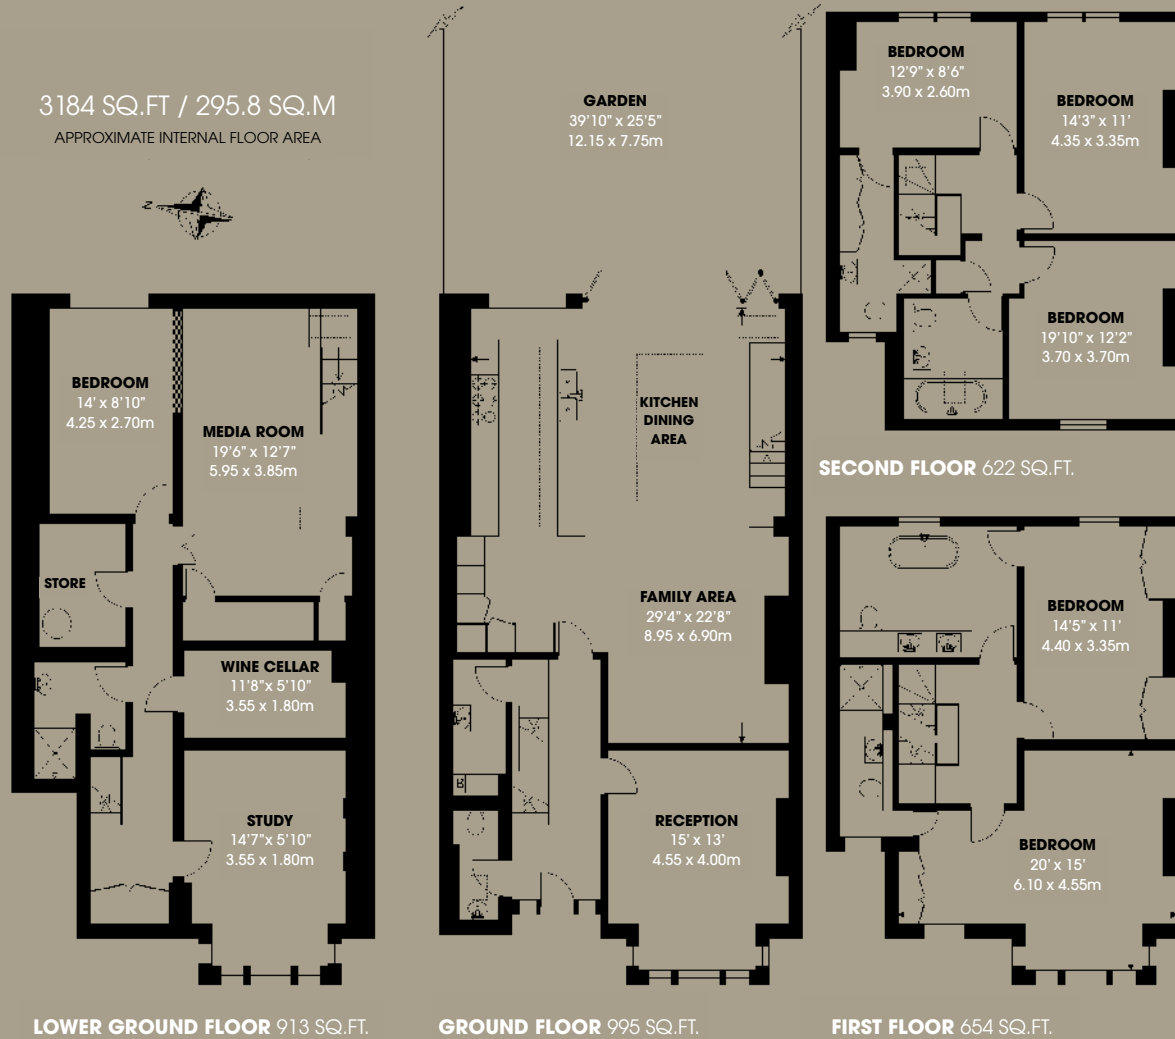 3184 SQ.FT / 295.8 SQ.M
APPROXIMATE INTERNAL FLOOR AREA
N
BEDROOM
14' x 8'10"
4.25 x 2.70m
MEDIA ROOM
19'6" x 12'7"
5.95 x 3.85m
STORE
WINE CELLAR
11'8"x 5'10"
3.55 x 1.80m
STUDY
14'7"x 5'10"
3.55 x 1.80m
LOWER GROUND FLOOR 913 SQ.FT.
GARDEN
39'10" x 25'5"
12.15 x 7.75m
KITCHEN
DINING
AREA
FAMILY AREA
29'4" x 22'8"
8.95 x 6.90m
RECEPTION
15' x 13'
4.55 x 4.00m
GROUND FLOOR 995 SQ.FT.
BEDROOM
12'9" x 8'6"
3.90 x 2.60m
BEDROOM
14'3" x 11'
4.35 x 3.35m
BEDROOM
19'10" x 12'2"
3.70 x 3.70m
SECOND FLOOR 622 SQ.FT.
BEDROOM
14'5" x 11'
4.40 x 3.35m
BEDROOM
20' x 15'
6.10 x 4.55m
FIRST FLOOR 654 SQ.FT.